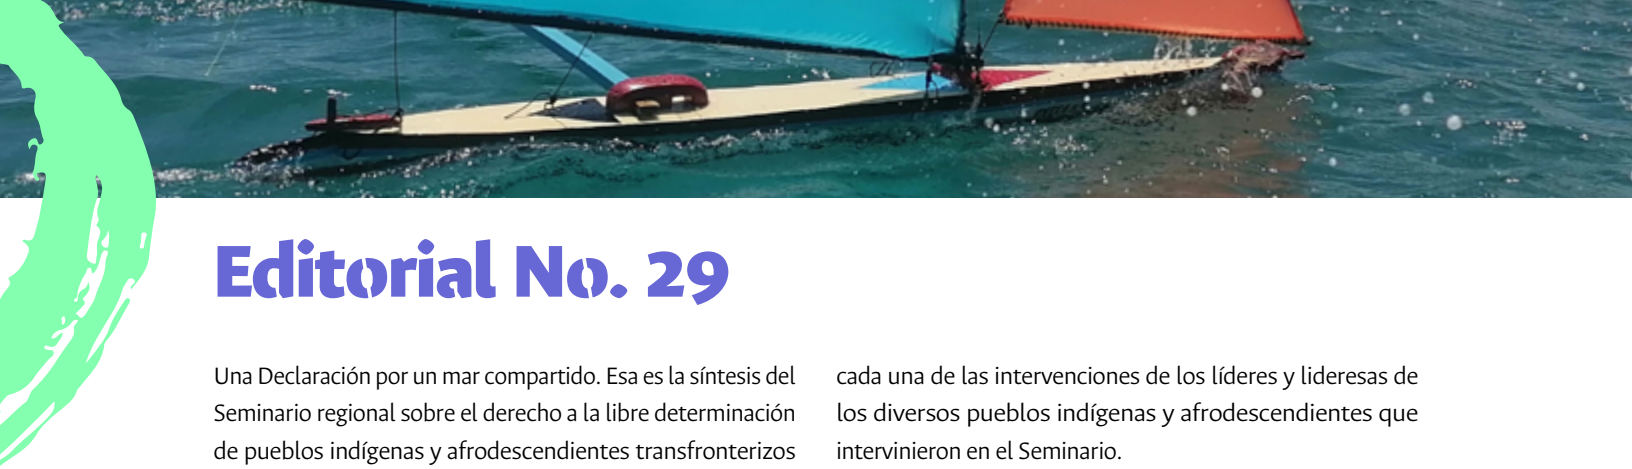 Editorial No. 29
Una Declaración por un mar compartido. Esa es la síntesis del
Seminario regional sobre el derecho a la libre determinación
de pueblos indígenas y afrodescendientes transfronterizos
cada una de las intervenciones de los líderes y lideresas de
los diversos pueblos indígenas y afrodescendientes que
intervinieron en el Seminario.